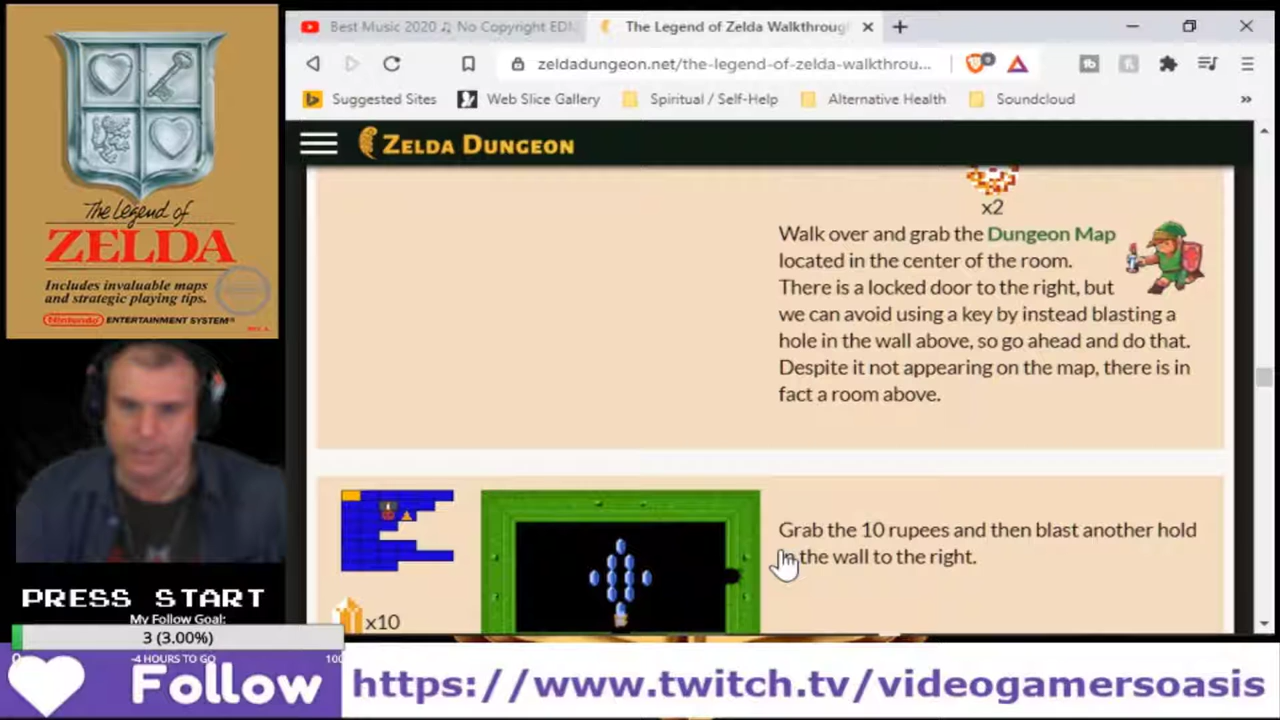 Best Music 2020 ♫ No Copyright EDM
The Legend of Zelda Walkthroug
zeldadungeon.net/the-legend-of-zelda-walkthrou...
Suggested Sites
Web Slice Gallery
Spiritual / Self-Help
Alternative Health
Soundcloud
»
ZELDA DUNGEON
The Legend of
ZELDA
Includes invaluable maps
and strategic playing tips.
Nintendo ENTERTAINMENT SYSTEM®
x2
Walk over and grab the Dungeon Map
located in the center of the room.
There is a locked door to the right, but
we can avoid using a key by instead blasting a
hole in the wall above, so go ahead and do that.
Despite it not appearing on the map, there is in
fact a room above.
Grab the 10 rupees and then blast another hold
in the wall to the right.
x10
PRESS START
My Follow Goal:
3 (3.00%)
-4 HOURS TO GO
Follow
https://www.twitch.tv/videogamersoasis